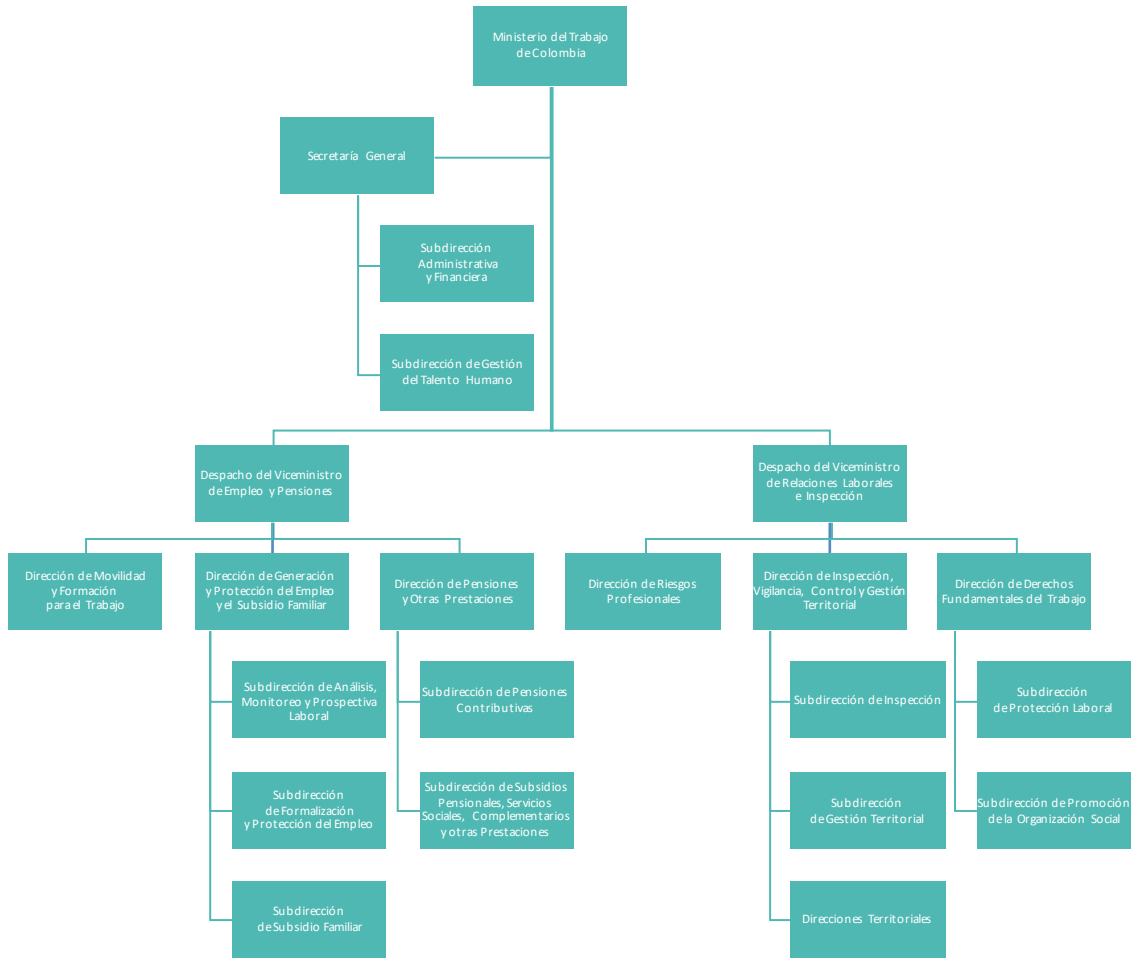 Ministerio del Trabajo
de Colombia
Secretaría General
Subdirección
Administrativa
y Financiera
Subdirección de Gestión
del Talento Humano
Despacho del Viceministro
de Empleo y Pensiones
Despacho del Viceministro
de Relaciones Laborales
e Inspección
Dirección de Movilidad
y Formación
para el Trabajo
Dirección de Generación
y Protección del Empleo
y el Subsidio Familiar
Dirección de Pensiones
y Otras Prestaciones
Dirección de Riesgos
Profesionales
Dirección de Inspección,
Vigilancia, Control y Gestión
Territorial
Dirección de Derechos
Fundamentales del Trabajo
Subdirección de Análisis,
Monitoreo y Prospectiva
Laboral
Subdirección de Pensiones
Contributivas
Subdirección de Inspección
Subdirección
de Protección Laboral
Subdirección
de Formalización
y Protección del Empleo
Subdirección de Subsidios
Pensionales, Servicios
Sociales, Complementarios
y otras Prestaciones
Subdirección
de Gestión Territorial
Subdirección de Promoción
de la Organización Social
Subdirección
de Subsidio Familiar
Direcciones Territoriales